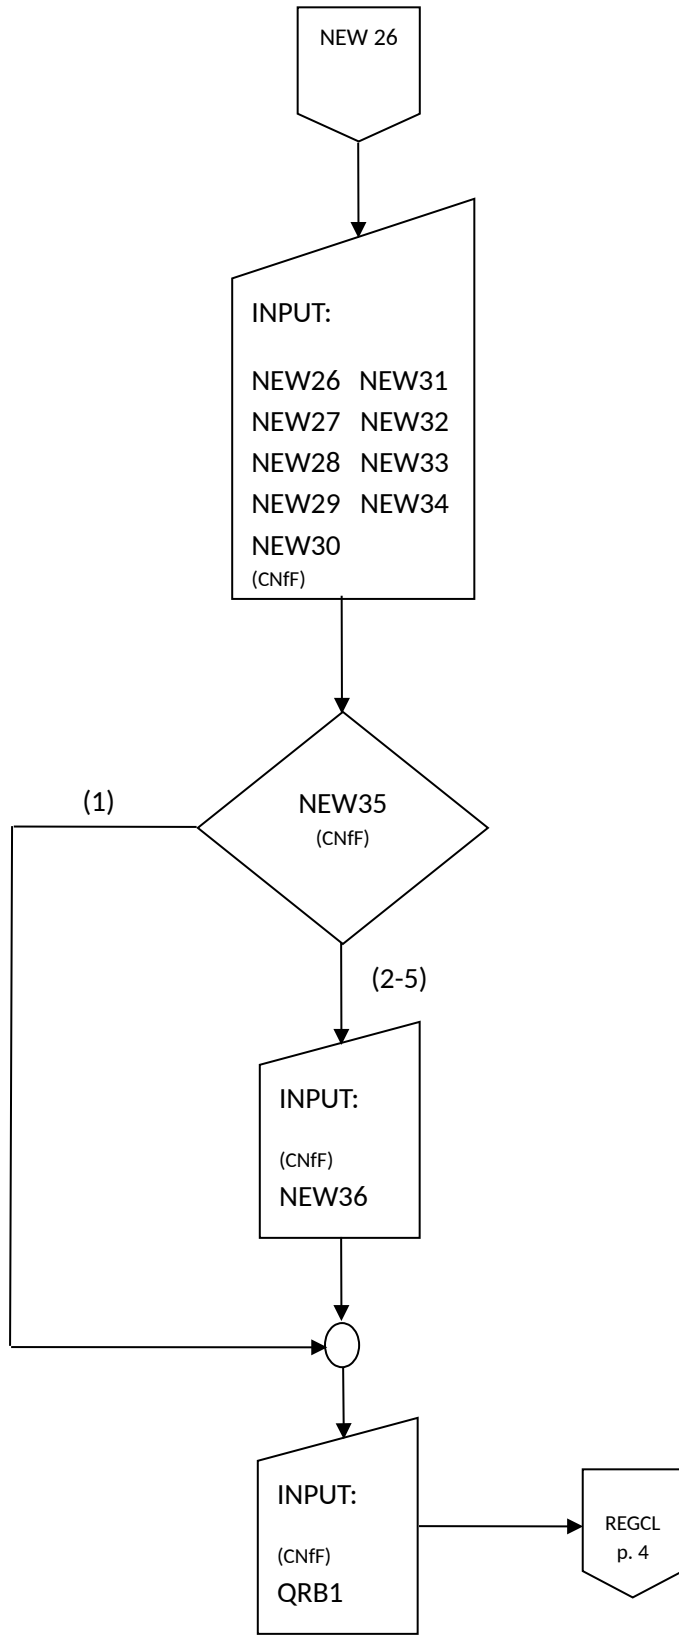 NEW 26
INPUT:
NEW26 NEW31
NEW27 NEW32
NEW28 NEW33
NEW29 NEW34
NEW30
(CNfF)
NEW35
(CNfF)
(1)
(2-5)
INPUT:
(CNfF)
NEW36
INPUT:
(CNfF)
QRB1
REGCL
p. 4